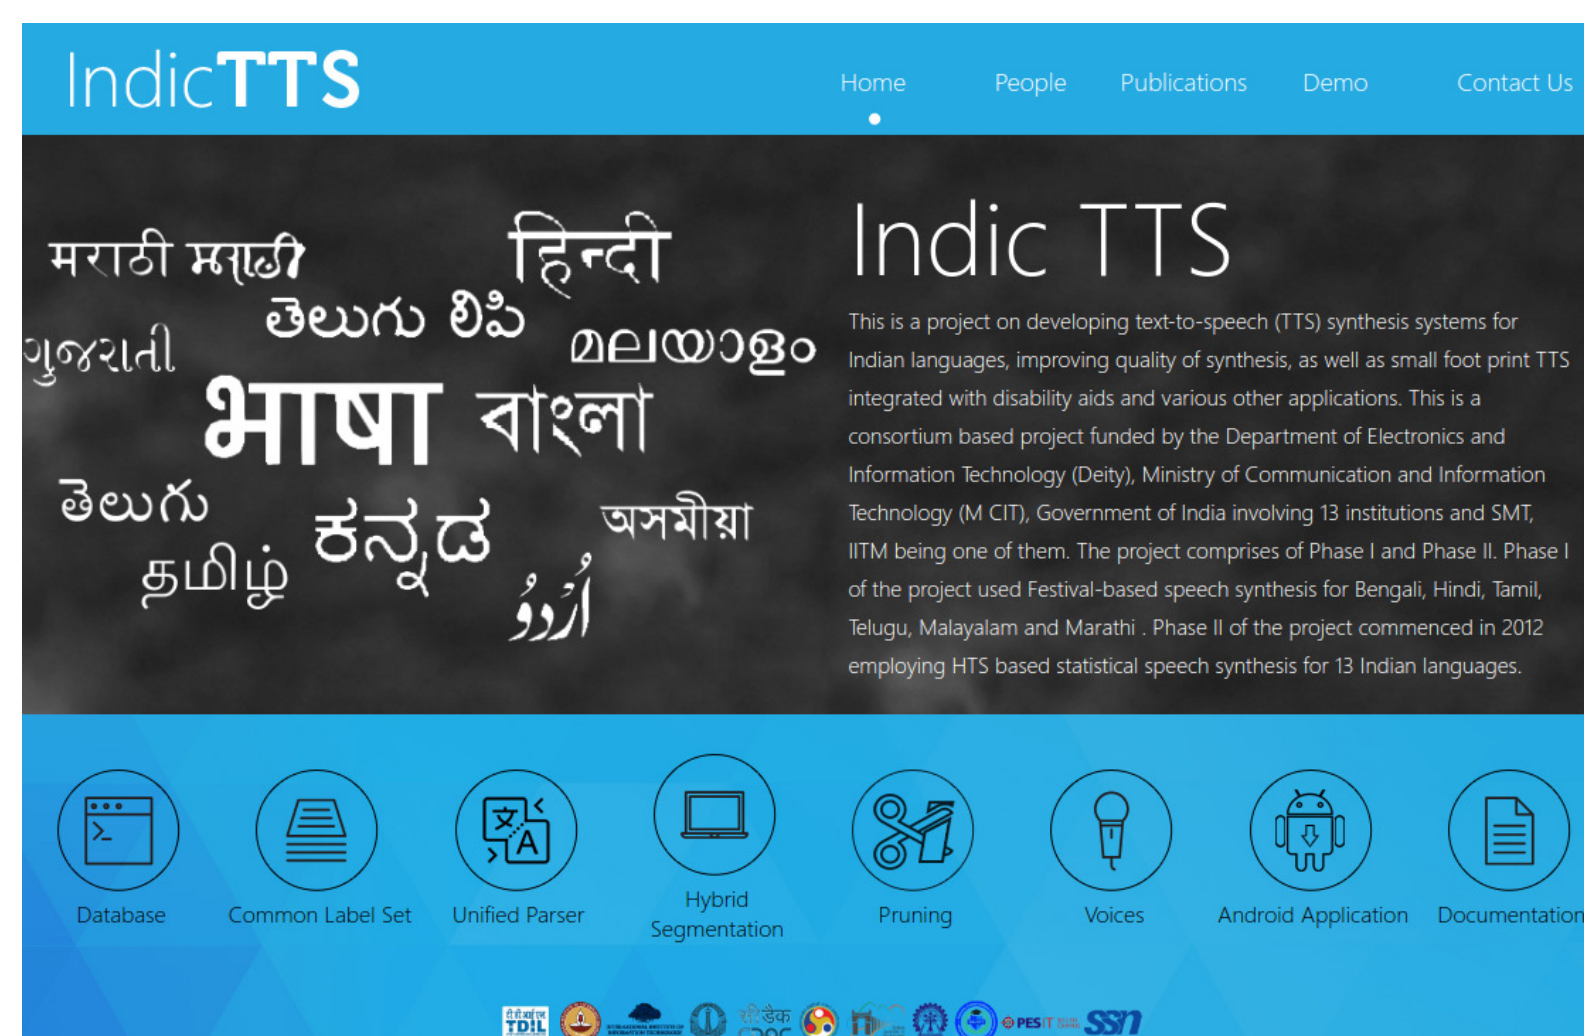 IndicTTS
Home People Publications Demo Contact Us
मराठी
हिन्दी
తెలుగు లిపి
ગુજરાતી
മലയാളം
भाषा
বাংলা
తెలుగు
ಕನ್ನಡ
অসমীয়া
தமிழ்
اُرْدُوُ
Indic TTS
This is a project on developing text-to-speech (TTS) synthesis systems for
Indian languages, improving quality of synthesis, as well as small foot print TTS
integrated with disability aids and various other applications. This is a
consortium based project funded by the Department of Electronics and
Information Technology (Deity), Ministry of Communication and Information
Technology (M CIT), Government of India involving 13 institutions and SMT,
IITM being one of them. The project comprises of Phase I and Phase II. Phase I
of the project used Festival-based speech synthesis for Bengali, Hindi, Tamil,
Telugu, Malayalam and Marathi . Phase II of the project commenced in 2012
employing HTS based statistical speech synthesis for 13 Indian languages.
Database
Common Label Set
Unified Parser
Hybrid
Segmentation
Pruning
Voices
Android Application
Documentation
TDIL
सी डैक
PESIT
SSN